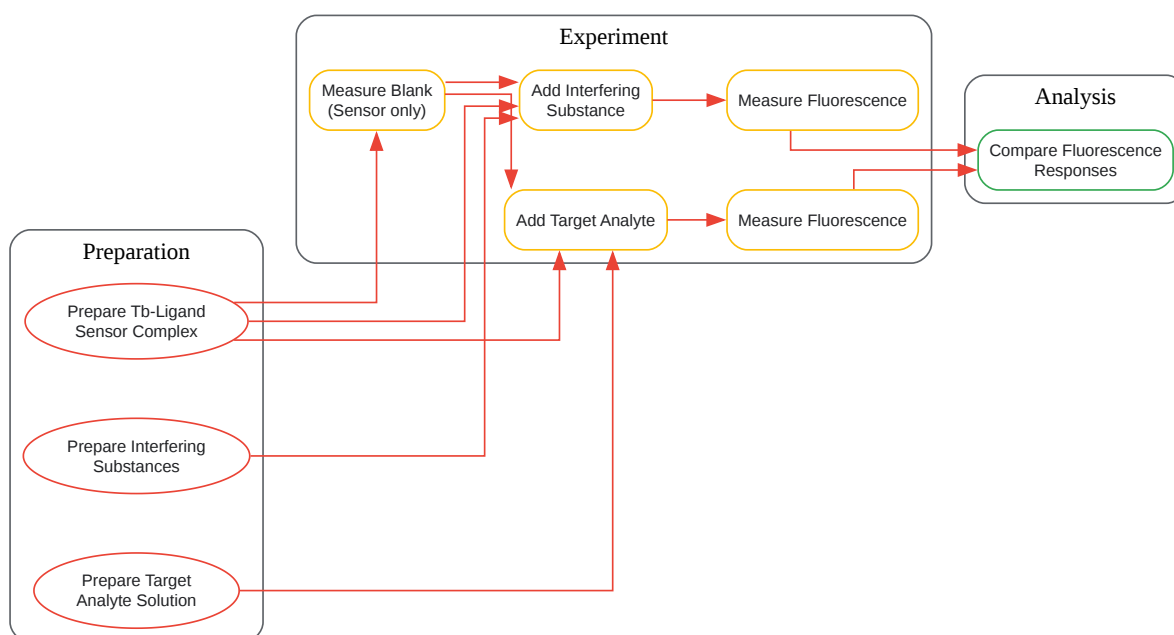 Experiment
Measure Blank
(Sensor only)
Add Interfering
Substance
Measure Fluorescence
Add Target Analyte
Measure Fluorescence
Analysis
Compare Fluorescence
Responses
Preparation
Prepare Tb-Ligand
Sensor Complex
Prepare Interfering
Substances
Prepare Target
Analyte Solution